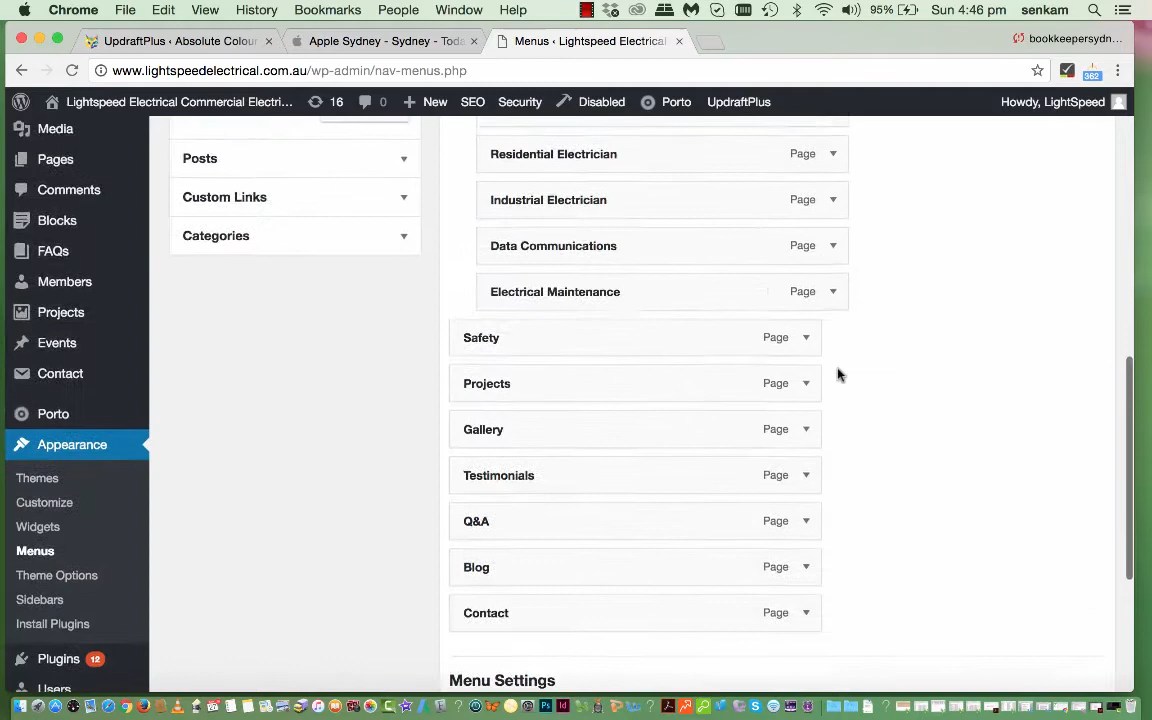 Chrome File Edit View History Bookmarks People Window Help 95% Sun 4:46 pm senkam
UpdraftPlus ‹ Absolute Colour Apple Sydney - Sydney - Toda Menus ‹ Lightspeed Electrical bookkeepersydn...
www.lightspeedelectrical.com.au/wp-admin/nav-menus.php 362
Lightspeed Electrical Commercial Electri... 16 0 New SEO Security Disabled Porto UpdraftPlus Howdy, LightSpeed
Media
Pages
Comments
Blocks
FAQs
Members
Projects
Events
Contact
Porto
Appearance
Themes
Customize
Widgets
Menus
Theme Options
Sidebars
Install Plugins
Plugins 12
Users
Posts
Custom Links
Categories
Residential Electrician Page
Industrial Electrician Page
Data Communications Page
Electrical Maintenance Page
Safety Page
Projects Page
Gallery Page
Testimonials Page
Q&A Page
Blog Page
Contact Page
Menu Settings
Ps Id